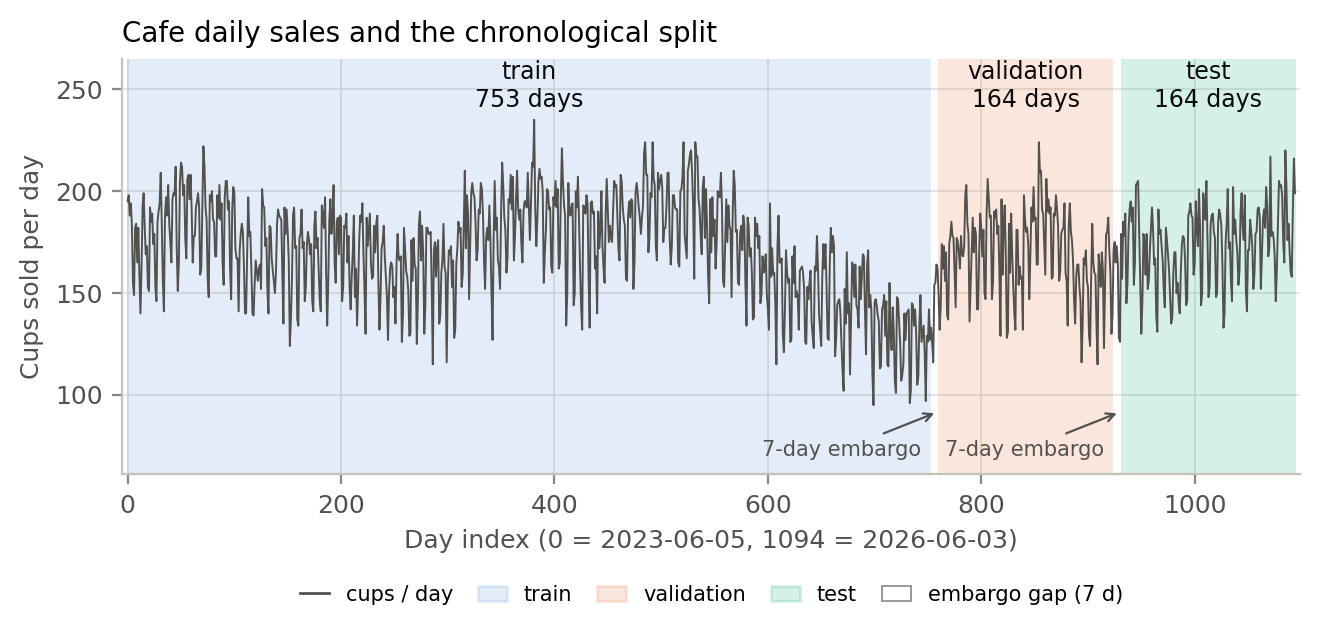 Cafe daily sales and the chronological split
train
753 days
validation
164 days
test
164 days
Cups sold per day
250
200
150
100
7-day embargo
7-day embargo
0
200
400
600
800
1000
Day index (0 = 2023-06-05, 1094 = 2026-06-03)
cups / day
train
validation
test
embargo gap (7 d)